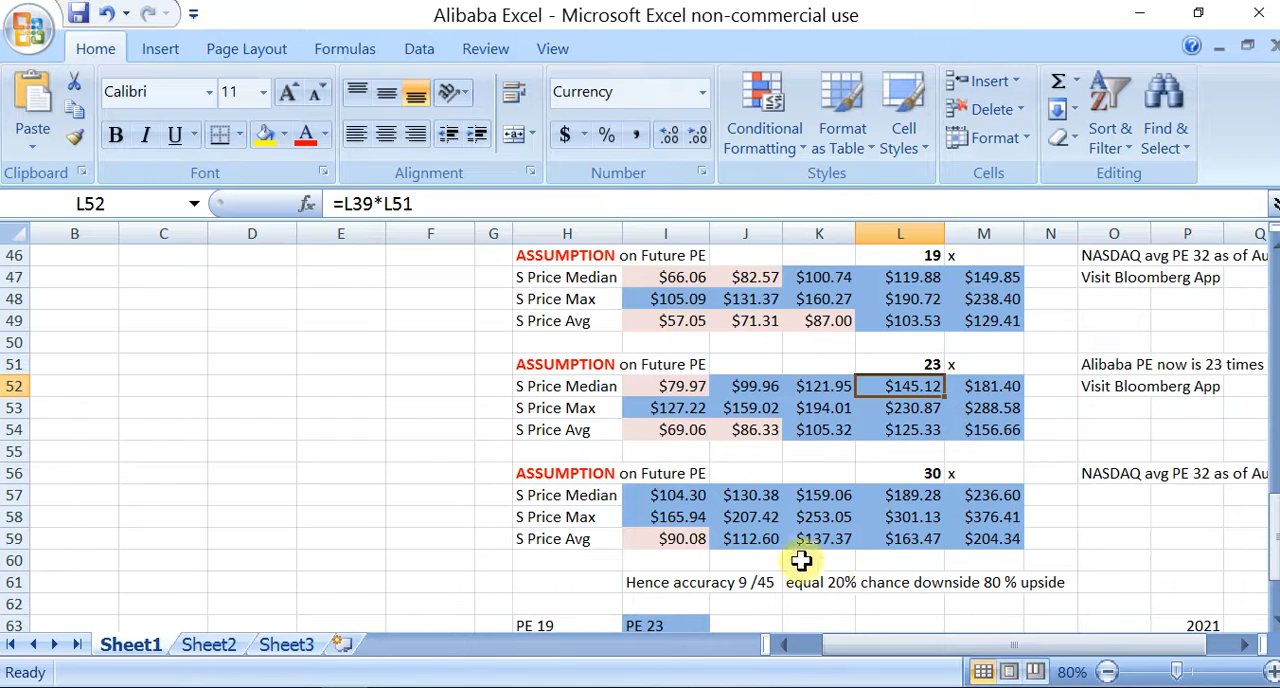 Alibaba Excel - Microsoft Excel non-commercial use
Home Insert Page Layout Formulas Data Review View
Calibri 11 A A Currency
Paste B I U A $ % , Conditional Formatting Format as Table Cell Styles Insert Delete Format Σ Sort & Filter Find & Select
Clipboard Font Alignment Number Styles Cells Editing
L52 fx =L39*L51
B C D E F G H I J K L M N O P Q
46 ASSUMPTION on Future PE 19 x NASDAQ avg PE 32 as of Au
47 S Price Median $66.06 $82.57 $100.74 $119.88 $149.85 Visit Bloomberg App
48 S Price Max $105.09 $131.37 $160.27 $190.72 $238.40
49 S Price Avg $57.05 $71.31 $87.00 $103.53 $129.41
50
51 ASSUMPTION on Future PE 23 x Alibaba PE now is 23 times
52 S Price Median $79.97 $99.96 $121.95 $145.12 $181.40 Visit Bloomberg App
53 S Price Max $127.22 $159.02 $194.01 $230.87 $288.58
54 S Price Avg $69.06 $86.33 $105.32 $125.33 $156.66
55
56 ASSUMPTION on Future PE 30 x NASDAQ avg PE 32 as of Au
57 S Price Median $104.30 $130.38 $159.06 $189.28 $236.60
58 S Price Max $165.94 $207.42 $253.05 $301.13 $376.41
59 S Price Avg $90.08 $112.60 $137.37 $163.47 $204.34
60
61 Hence accuracy 9 /45 equal 20% chance downside 80 % upside
62
63 PE 19 PE 23 2021
Sheet1 Sheet2 Sheet3
Ready 80%